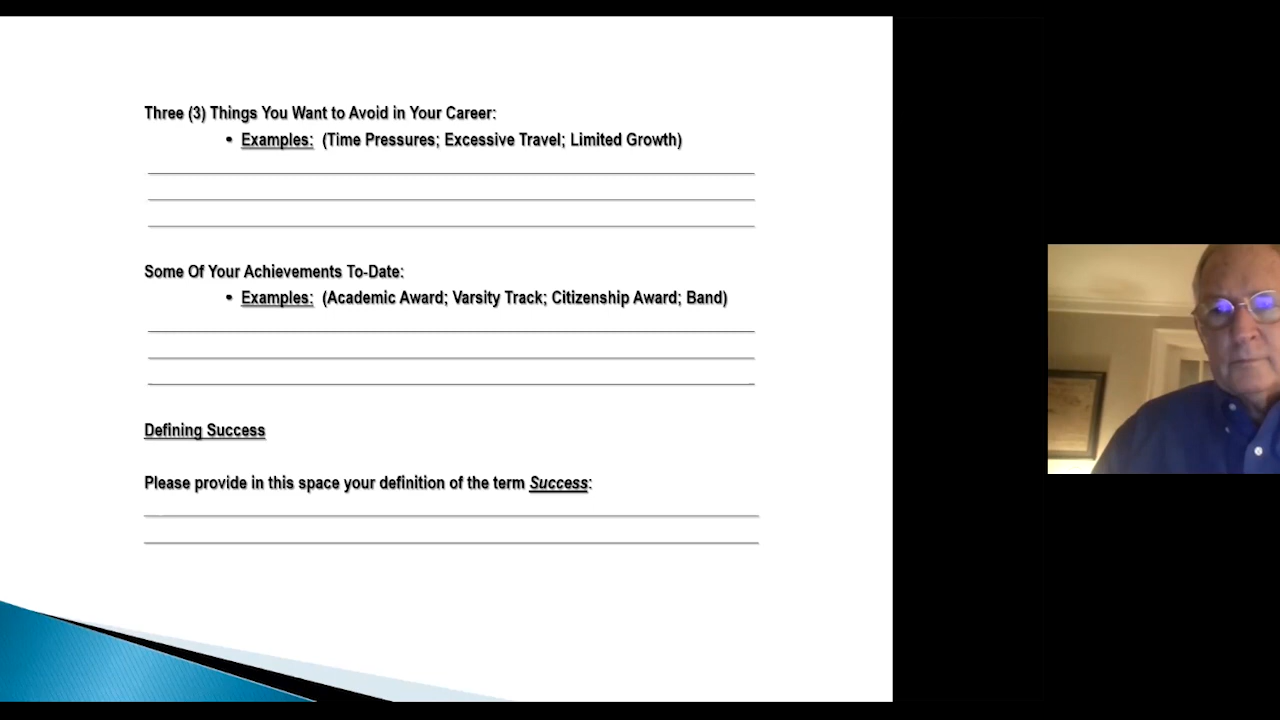 Three (3) Things You Want to Avoid in Your Career:
• Examples: (Time Pressures; Excessive Travel; Limited Growth)
Some Of Your Achievements To-Date:
• Examples: (Academic Award; Varsity Track; Citizenship Award; Band)
Defining Success
Please provide in this space your definition of the term Success: